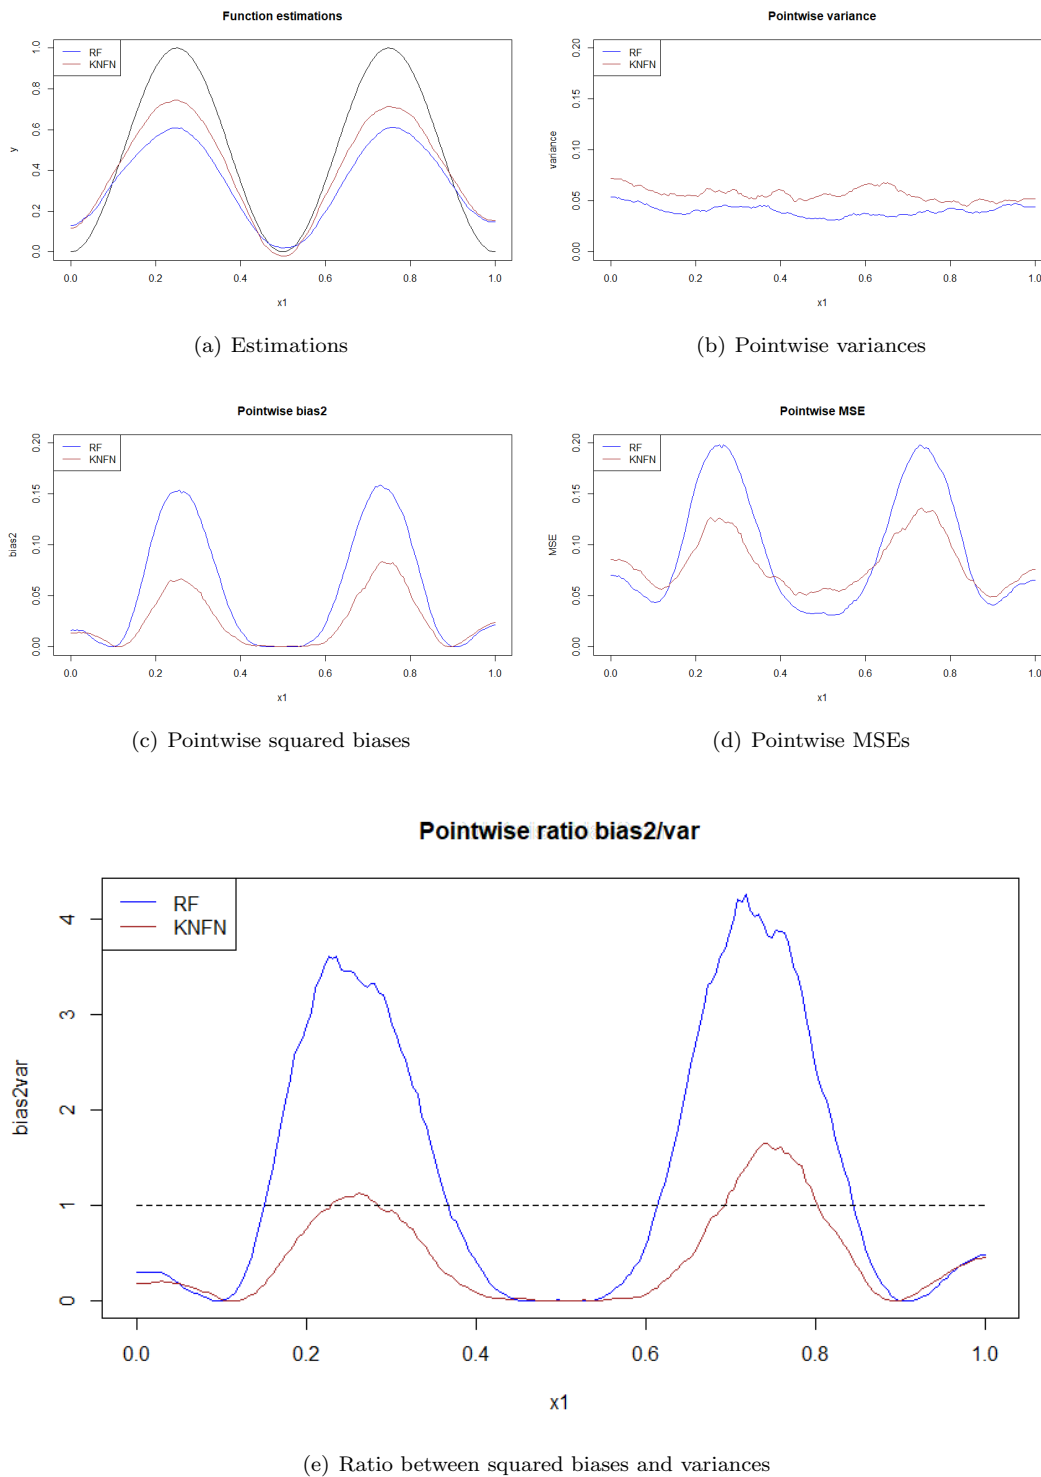 Function estimations
RF
KNFN
y
0.0 0.2 0.4 0.6 0.8 1.0
0.0 0.2 0.4 0.6 0.8 1.0
x1
(a) Estimations
Pointwise variance
RF
KNFN
variance
0.00 0.05 0.10 0.15 0.20
0.0 0.2 0.4 0.6 0.8 1.0
x1
(b) Pointwise variances
Pointwise bias2
RF
KNFN
bias2
0.00 0.05 0.10 0.15 0.20
0.0 0.2 0.4 0.6 0.8 1.0
x1
(c) Pointwise squared biases
Pointwise MSE
RF
KNFN
MSE
0.00 0.05 0.10 0.15 0.20
0.0 0.2 0.4 0.6 0.8 1.0
x1
(d) Pointwise MSEs
Pointwise ratio bias2/var
RF
KNFN
bias2var
0 1 2 3 4
0.0 0.2 0.4 0.6 0.8 1.0
x1
(e) Ratio between squared biases and variances